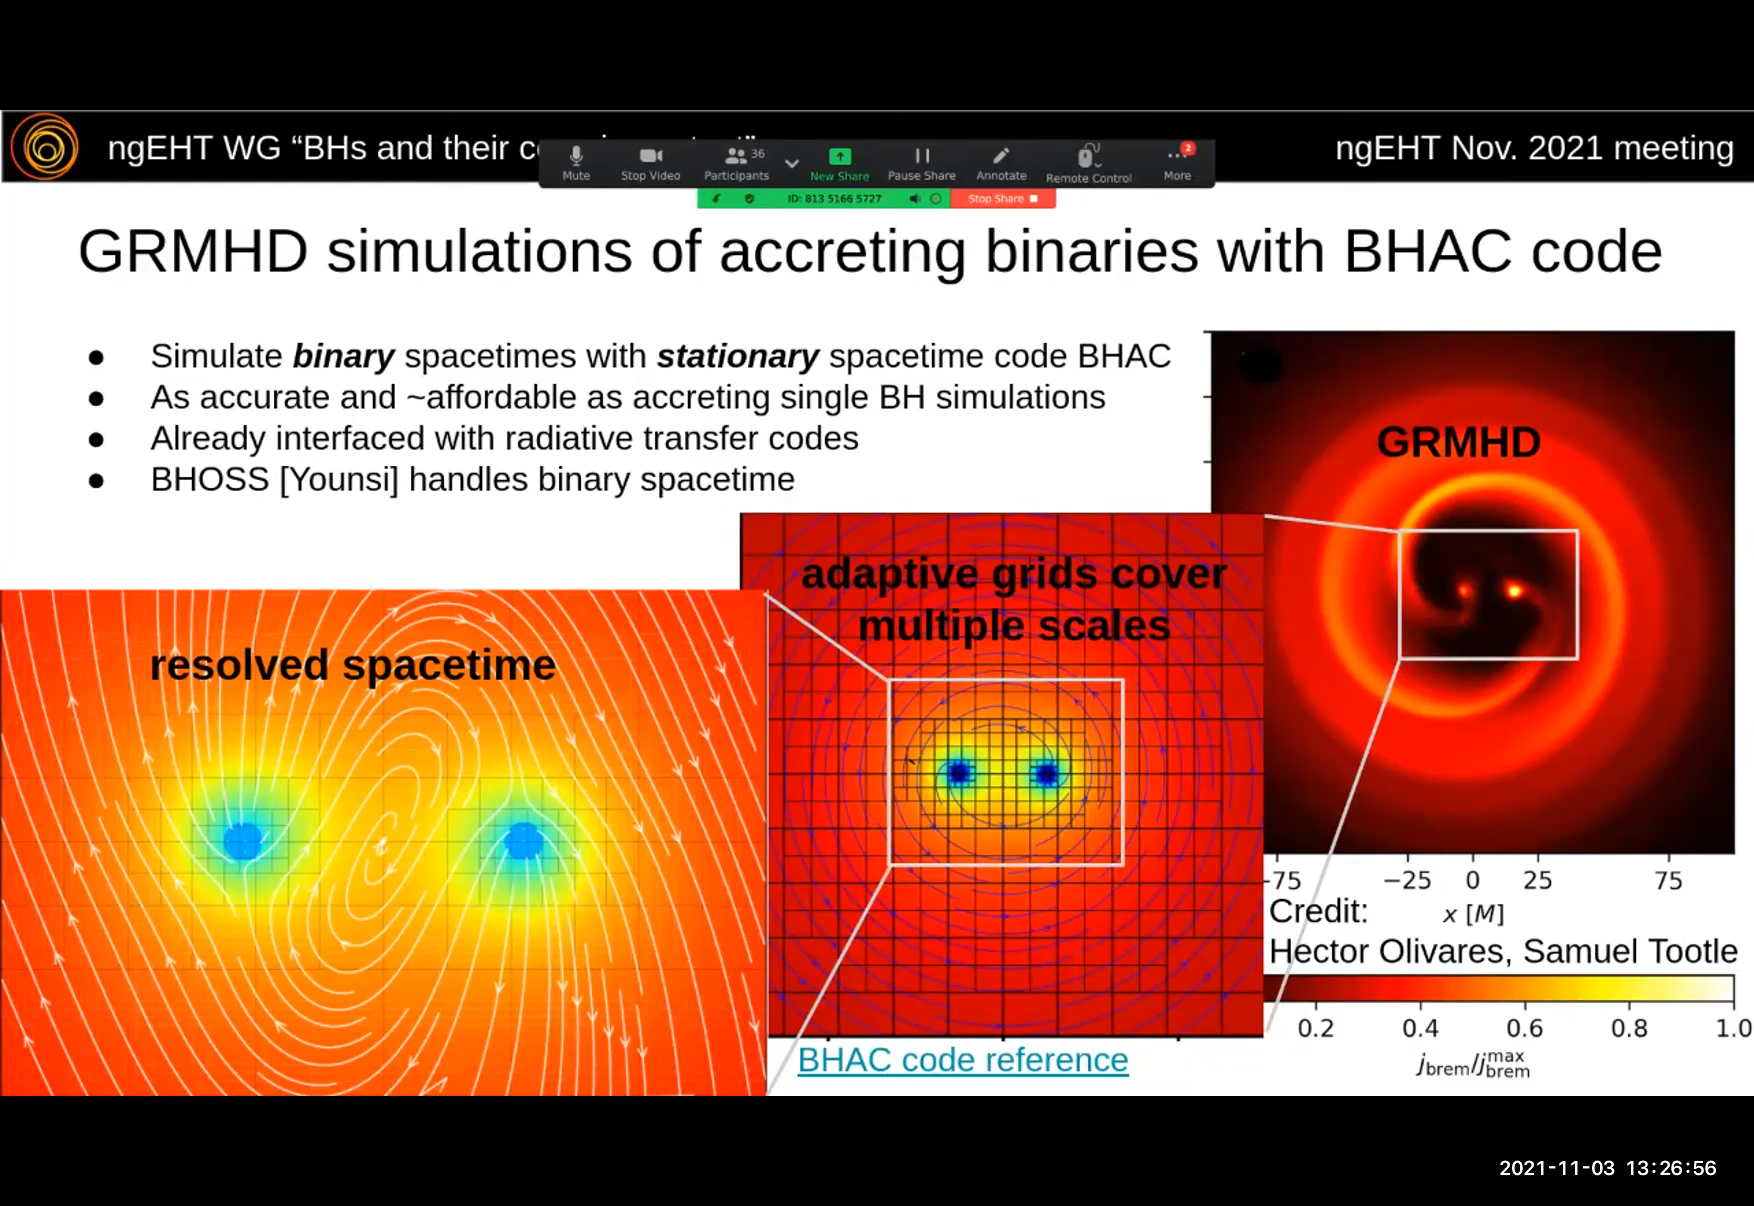 ngEHT WG “BHs and their
ngEHT Nov. 2021 meeting
Mute
Stop Video
36
Participants
New Share
Pause Share
Annotate
Remote Control
2
More
ID: 813 5166 5727
Stop Share
GRMHD simulations of accreting binaries with BHAC code
● Simulate binary spacetimes with stationary spacetime code BHAC
● As accurate and ~affordable as accreting single BH simulations
● Already interfaced with radiative transfer codes
● BHOSS [Younsi] handles binary spacetime
GRMHD
adaptive grids cover
multiple scales
resolved spacetime
-75 −25 0 25 75
x [M]
Credit:
Hector Olivares, Samuel Tootle
0.2 0.4 0.6 0.8 1.0
jbrem/jmaxbrem
BHAC code reference
2021-11-03 13:26:56